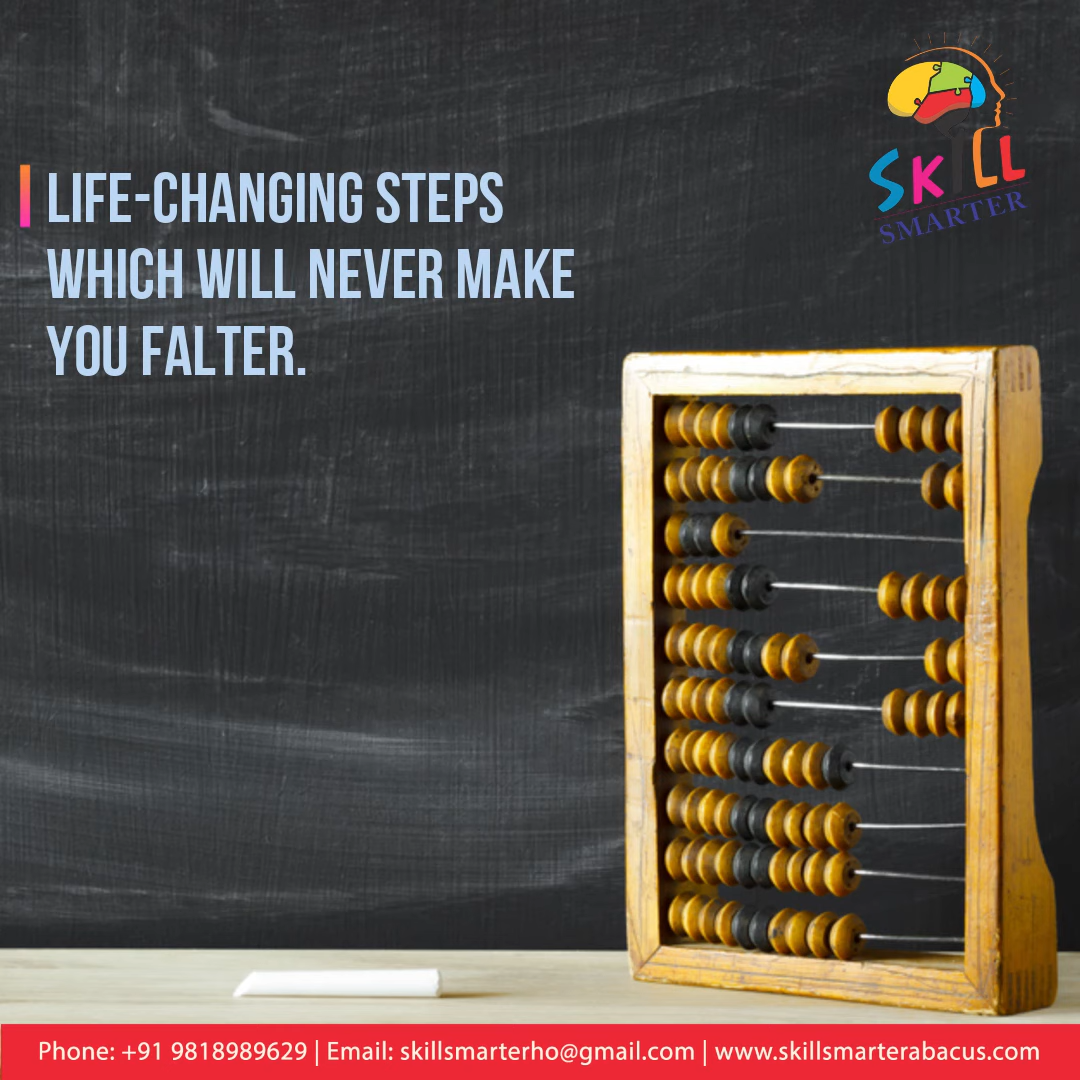 SKILL
SMARTER
LIFE-CHANGING STEPS
WHICH WILL NEVER MAKE
YOU FALTER.
Phone: +91 9818989629 | Email: skillsmarterho@gmail.com | www.skillsmarterabacus.com